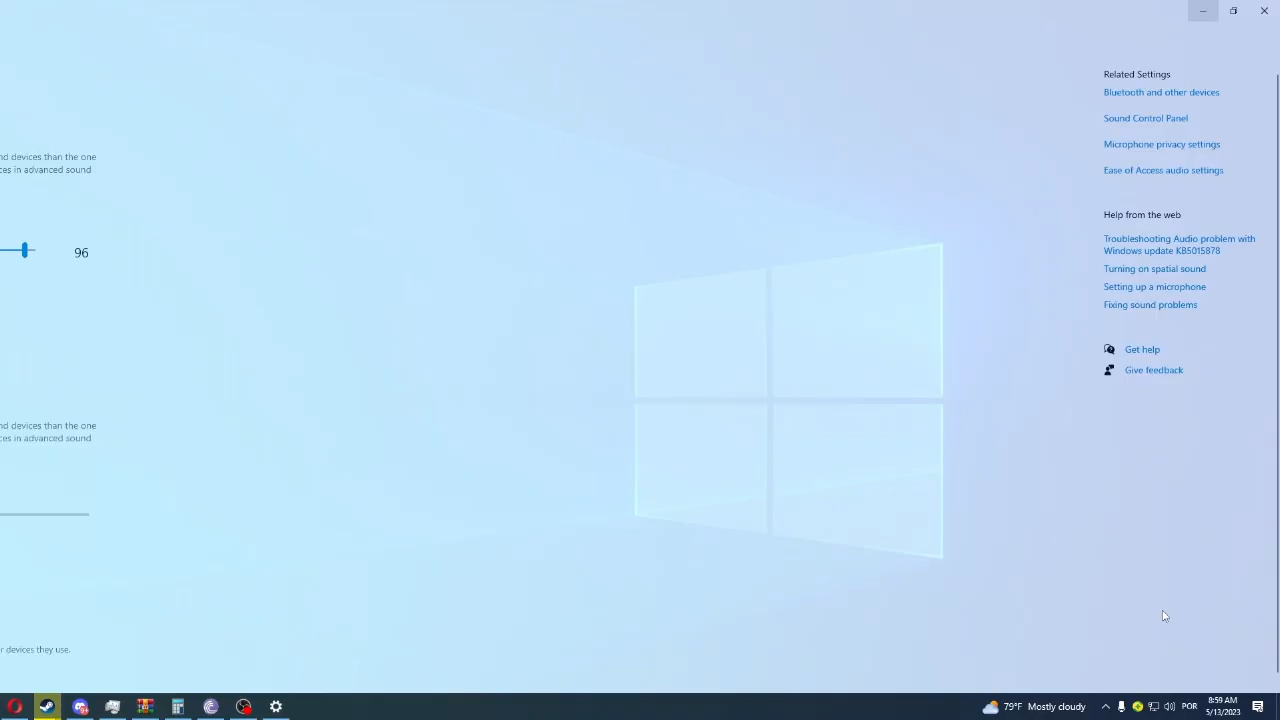 nd devices than the one
ces in advanced sound
96
nd devices than the one
ces in advanced sound
r devices they use.
Related Settings
Bluetooth and other devices
Sound Control Panel
Microphone privacy settings
Ease of Access audio settings
Help from the web
Troubleshooting Audio problem with
Windows update KB5015878
Turning on spatial sound
Setting up a microphone
Fixing sound problems
Get help
Give feedback
79°F Mostly cloudy
POR
8:59 AM
5/13/2023